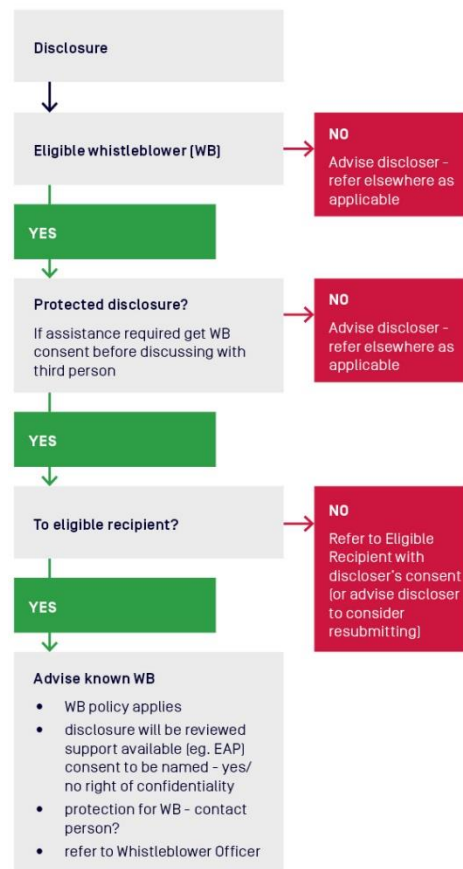 Disclosure
Eligible whistleblower (WB)
NO
Advise discloser -
refer elsewhere as
applicable
YES
Protected disclosure?
If assistance required get WB
consent before discussing with
third person
NO
Advise discloser -
refer elsewhere as
applicable
YES
To eligible recipient?
NO
Refer to Eligible
Recipient with
discloser's consent
(or advise discloser
to consider
resubmitting)
YES
Advise known WB
• WB policy applies
• disclosure will be reviewed
support available (eg. EAP)
consent to be named - yes/
no right of confidentiality
• protection for WB - contact
person?
• refer to Whistleblower Officer